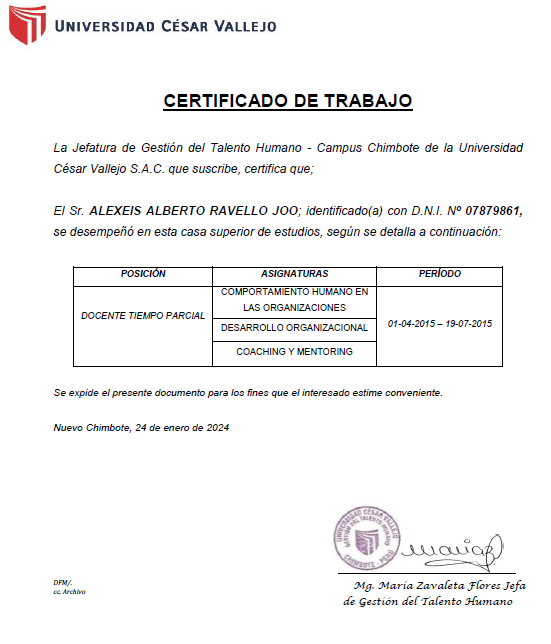 UNIVERSIDAD CÉSAR VALLEJO
CERTIFICADO DE TRABAJO
La Jefatura de Gestión del Talento Humano - Campus Chimbote de la Universidad
César Vallejo S.A.C. que suscribe, certifica que;
El Sr. ALEXEIS ALBERTO RAVELLO JOO; identificado(a) con D.N.I. Nº 07879861,
se desempeñó en esta casa superior de estudios, según se detalla a continuación:
POSICIÓN ASIGNATURAS PERÍODO
DOCENTE TIEMPO PARCIAL
COMPORTAMIENTO HUMANO EN
LAS ORGANIZACIONES
DESARROLLO ORGANIZACIONAL
COACHING Y MENTORING
01-04-2015 – 19-07-2015
Se expide el presente documento para los fines que el interesado estime conveniente.
Nuevo Chimbote, 24 de enero de 2024
UNIVERSIDAD CÉSAR VALLEJO
GESTIÓN DEL TALENTO HUMANO
CHIMBOTE - PERÚ
DFM/.
cc. Archivo
Mg. María Zavaleta Flores Jefa
de Gestión del Talento Humano